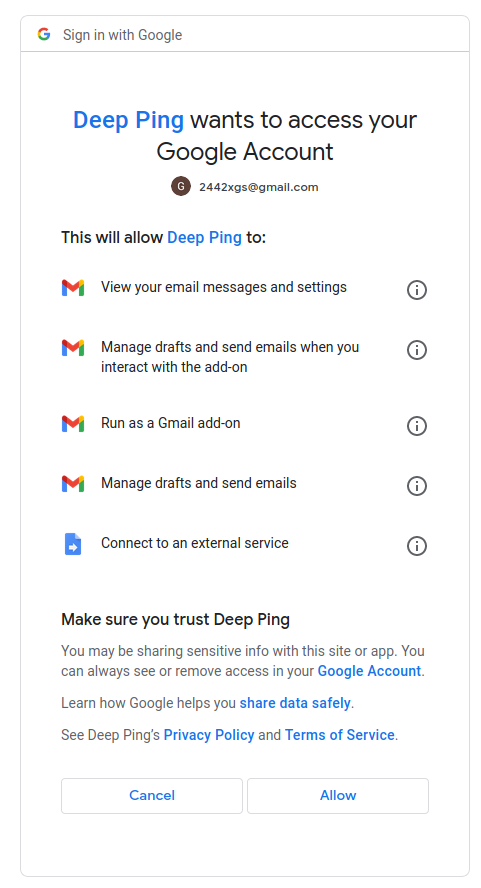 Sign in with Google
Deep Ping wants to access your
Google Account
G 2442xgs@gmail.com
This will allow Deep Ping to:
View your email messages and settings
Manage drafts and send emails when you
interact with the add-on
Run as a Gmail add-on
Manage drafts and send emails
Connect to an external service
Make sure you trust Deep Ping
You may be sharing sensitive info with this site or app. You
can always see or remove access in your Google Account.
Learn how Google helps you share data safely.
See Deep Ping’s Privacy Policy and Terms of Service.
Cancel Allow